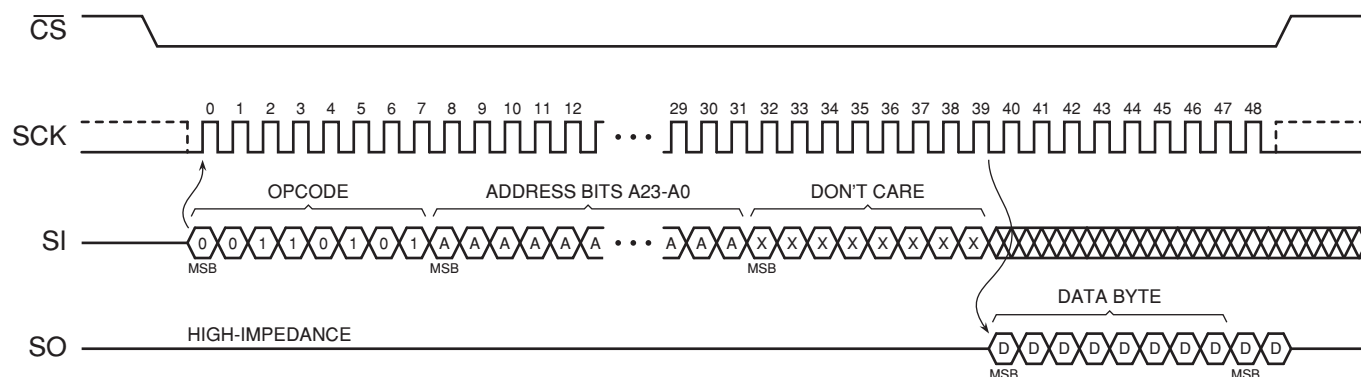 CS
0 1 2 3 4 5 6 7 8 9 10 11 12 29 30 31 32 33 34 35 36 37 38 39 40 41 42 43 44 45 46 47 48
SCK
OPCODE ADDRESS BITS A23-A0 DON'T CARE
SI 0 0 1 1 0 1 0 1 A A A A A A A A A X X X X X X X X
MSB MSB MSB
DATA BYTE
HIGH-IMPEDANCE
SO D D D D D D D D D D
MSB MSB